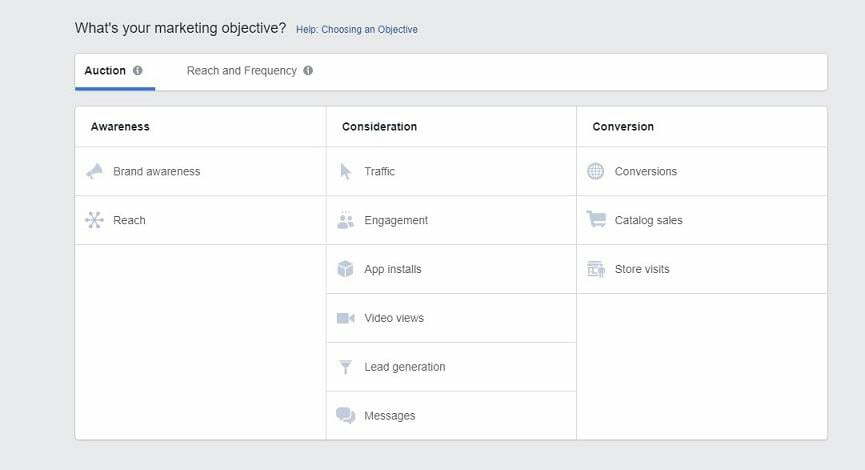 What's your marketing objective? Help: Choosing an Objective
Auction Reach and Frequency
Awareness Consideration Conversion
Brand awareness Traffic Conversions
Reach Engagement Catalog sales
App installs Store visits
Video views
Lead generation
Messages